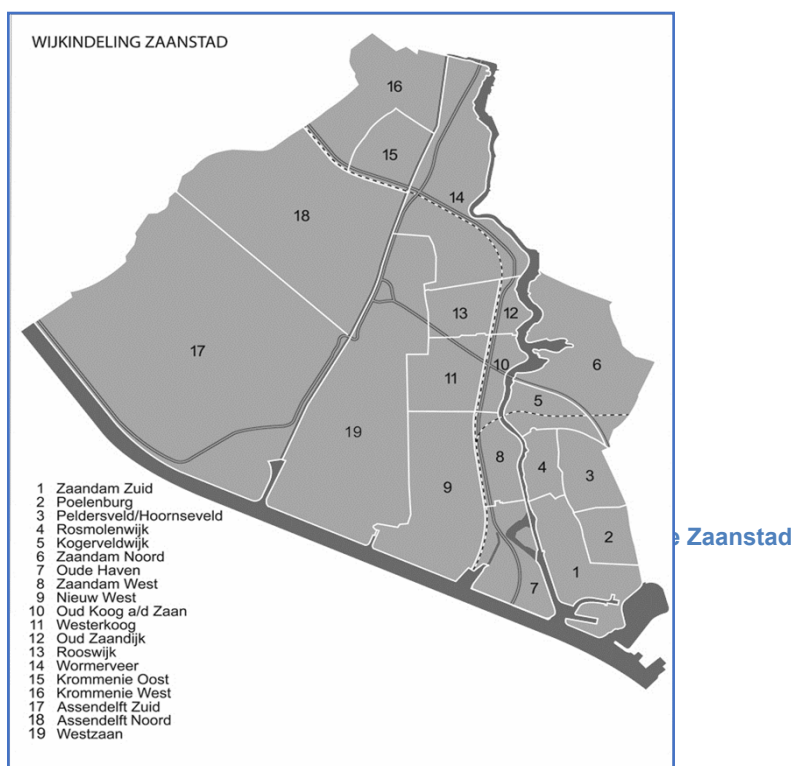 WIJKINDELING ZAANSTAD
16
15
14
18
13
12
6
17
10
11
5
19
8
4
3
9
2
e Zaanstad
1
7
1 Zaandam Zuid
2 Poelenburg
3 Peldersveld/Hoornseveld
4 Rosmolenwijk
5 Kogerveldwijk
6 Zaandam Noord
7 Oude Haven
8 Zaandam West
9 Nieuw West
10 Oud Koog a/d Zaan
11 Westerkoog
12 Oud Zaandijk
13 Rooswijk
14 Wormerveer
15 Krommenie Oost
16 Krommenie West
17 Assendelft Zuid
18 Assendelft Noord
19 Westzaan